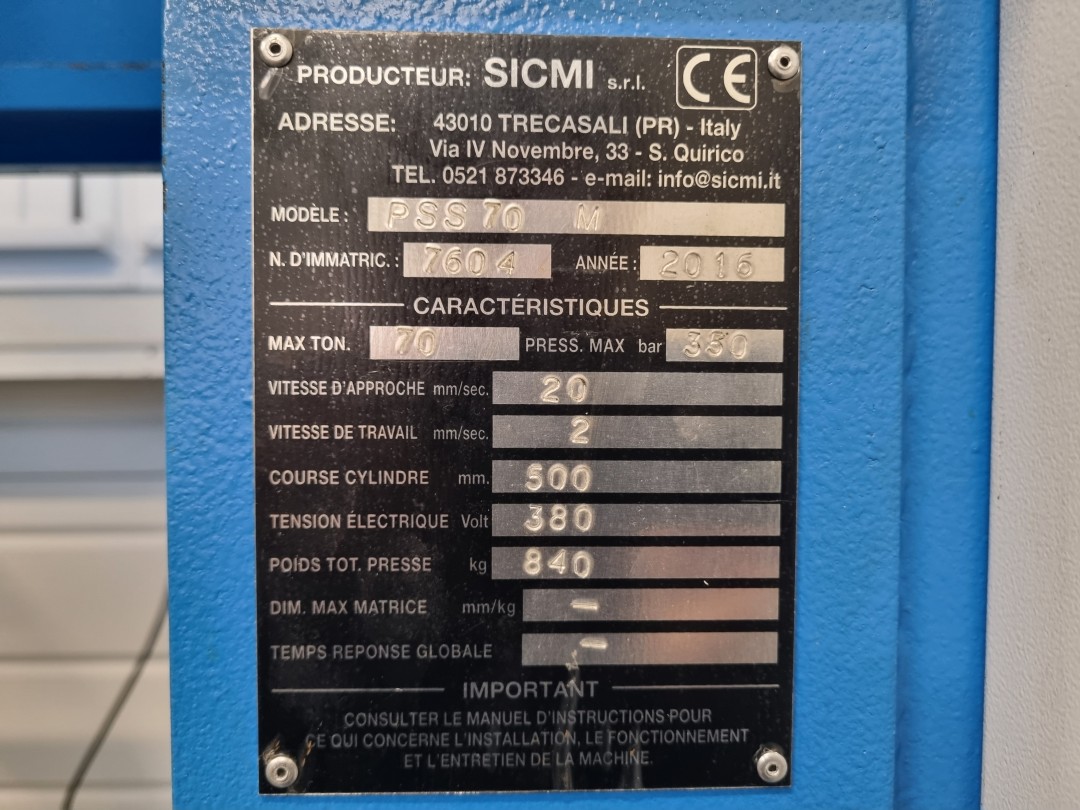 PRODUCTEUR: SICMI s.r.l. CE
ADRESSE: 43010 TRECASALI (PR) - Italy
Via IV Novembre, 33 - S. Quirico
TEL. 0521 873346 - e-mail: info@sicmi.it
MODÈLE : PSS 70 M
N. D'IMMATRIC. : 7604 ANNÉE : 2016
CARACTÉRISTIQUES
MAX TON. 70 PRESS. MAX bar 350
VITESSE D'APPROCHE mm/sec. 20
VITESSE DE TRAVAIL mm/sec. 2
COURSE CYLINDRE mm. 500
TENSION ÉLECTRIQUE Volt 380
POIDS TOT. PRESSE kg 840
DIM. MAX MATRICE mm/kg -
TEMPS REPONSE GLOBALE -
IMPORTANT
CONSULTER LE MANUEL D'INSTRUCTIONS POUR
CE QUI CONCERNE L'INSTALLATION, LE FONCTIONNEMENT
ET L'ENTRETIEN DE LA MACHINE.